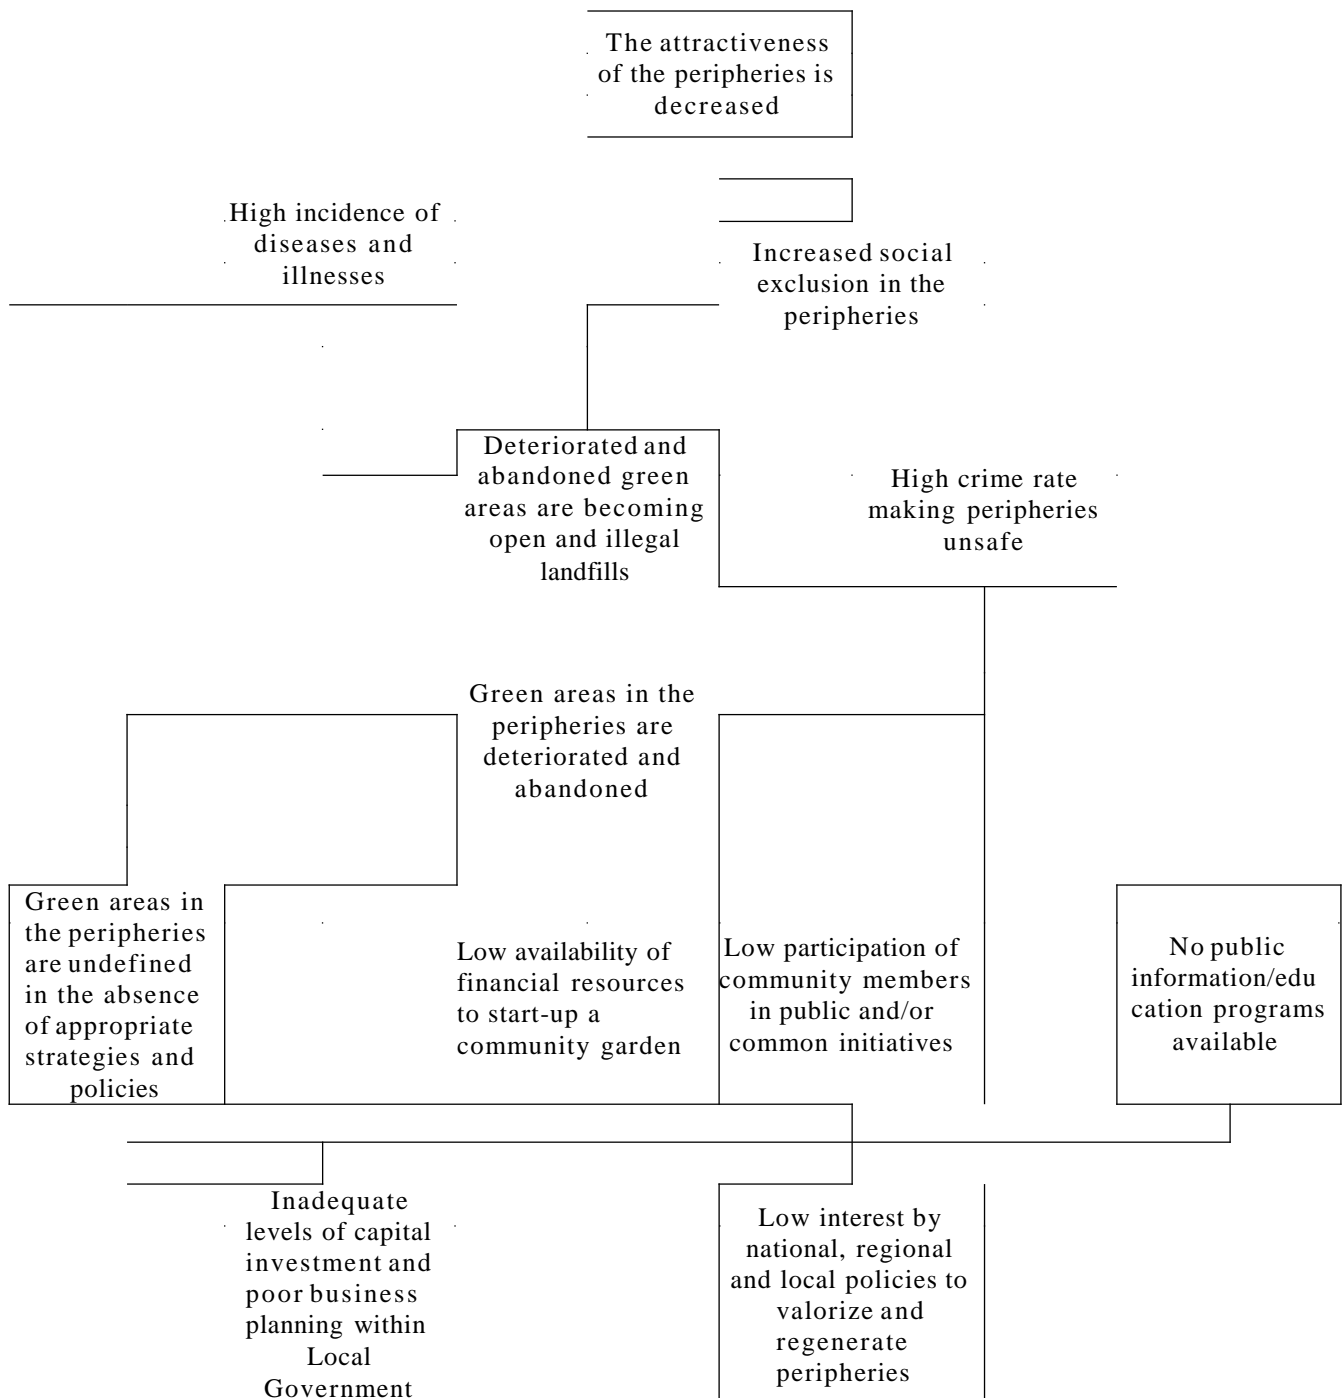 The attractiveness
of the peripheries is
decreased
High incidence of
diseases and
illnesses
Increased social
exclusion in the
peripheries
Deteriorated and
abandoned green
areas are becoming
open and illegal
landfills
High crime rate
making peripheries
unsafe
Green areas in the
peripheries are
deteriorated and
abandoned
Green areas in
the peripheries
are undefined
in the absence
of appropriate
strategies and
policies
Low availability of
financial resources
to start-up a
community garden
Low participation of
community members
in public and/or
common initiatives
No public
information/edu
cation programs
available
Inadequate
levels of capital
investment and
poor business
planning within
Local
Government
Low interest by
national, regional
and local policies to
valorize and
regenerate
peripheries